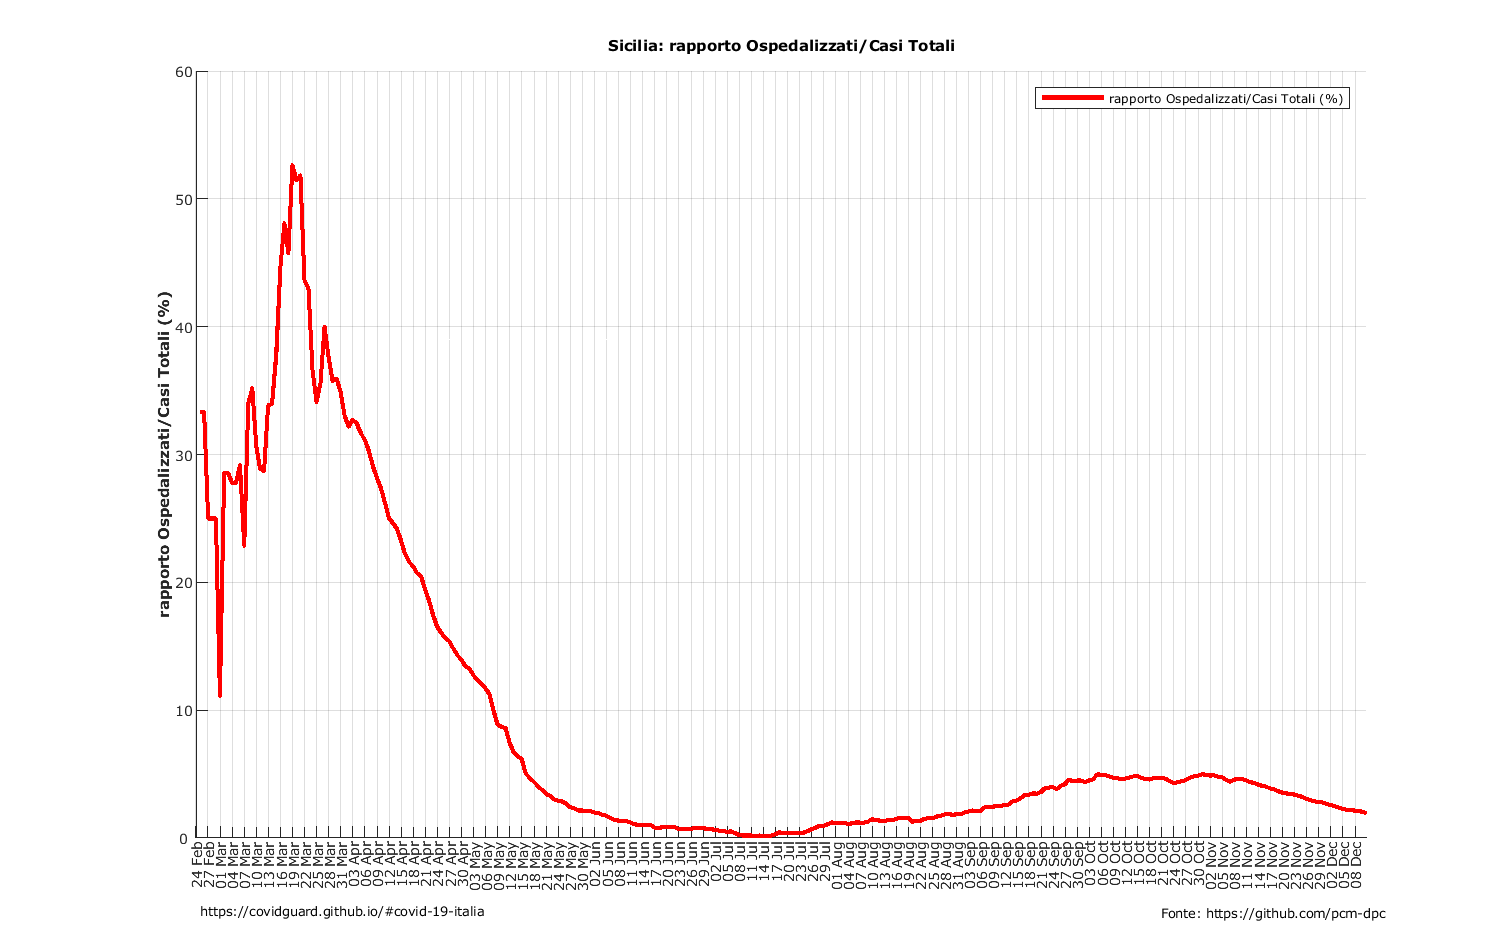 Sicilia: rapporto Ospedalizzati/Casi Totali
rapporto Ospedalizzati/Casi Totali (%)
rapporto Ospedalizzati/Casi Totali (%)
60
50
40
30
20
10
0
24 Feb
27 Feb
01 Mar
04 Mar
07 Mar
10 Mar
13 Mar
16 Mar
19 Mar
22 Mar
25 Mar
28 Mar
31 Mar
03 Apr
06 Apr
09 Apr
12 Apr
15 Apr
18 Apr
21 Apr
24 Apr
27 Apr
30 Apr
03 May
06 May
09 May
12 May
15 May
18 May
21 May
24 May
27 May
30 May
02 Jun
05 Jun
08 Jun
11 Jun
14 Jun
17 Jun
20 Jun
23 Jun
26 Jun
29 Jun
02 Jul
05 Jul
08 Jul
11 Jul
14 Jul
17 Jul
20 Jul
23 Jul
26 Jul
29 Jul
01 Aug
04 Aug
07 Aug
10 Aug
13 Aug
16 Aug
19 Aug
22 Aug
25 Aug
28 Aug
31 Aug
03 Sep
06 Sep
09 Sep
12 Sep
15 Sep
18 Sep
21 Sep
24 Sep
27 Sep
30 Sep
03 Oct
06 Oct
09 Oct
12 Oct
15 Oct
18 Oct
21 Oct
24 Oct
27 Oct
30 Oct
02 Nov
05 Nov
08 Nov
11 Nov
14 Nov
17 Nov
20 Nov
23 Nov
26 Nov
29 Nov
02 Dec
05 Dec
08 Dec
https://covidguard.github.io/#covid-19-italia
Fonte: https://github.com/pcm-dpc